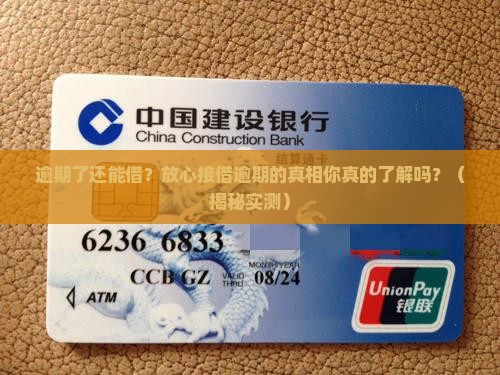 中国建设银行
China Construction Bank
结算通卡
逾期了还能借？放心接借逾期的真相你真的了解吗？（
揭秘实测）
6236 6833
MONTH/YEAR
CCB GZ VALID THRU 08/24
ATM
UnionPay
银联